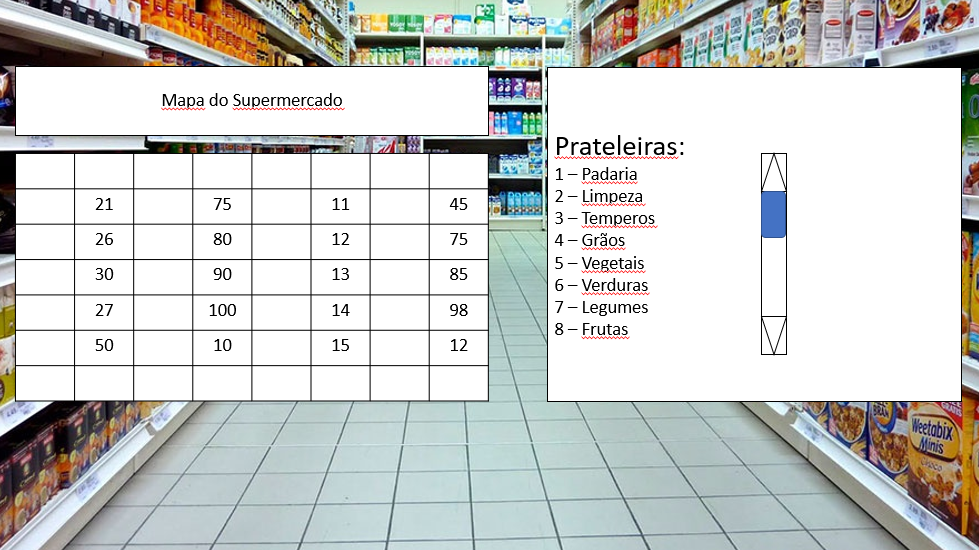 Mapa do Supermercado
21 75 11 45
26 80 12 75
30 90 13 85
27 100 14 98
50 10 15 12
Prateleiras:
1 – Padaria
2 – Limpeza
3 – Temperos
4 – Grãos
5 – Vegetais
6 – Verduras
7 – Legumes
8 – Frutas
Weetabix
Minis